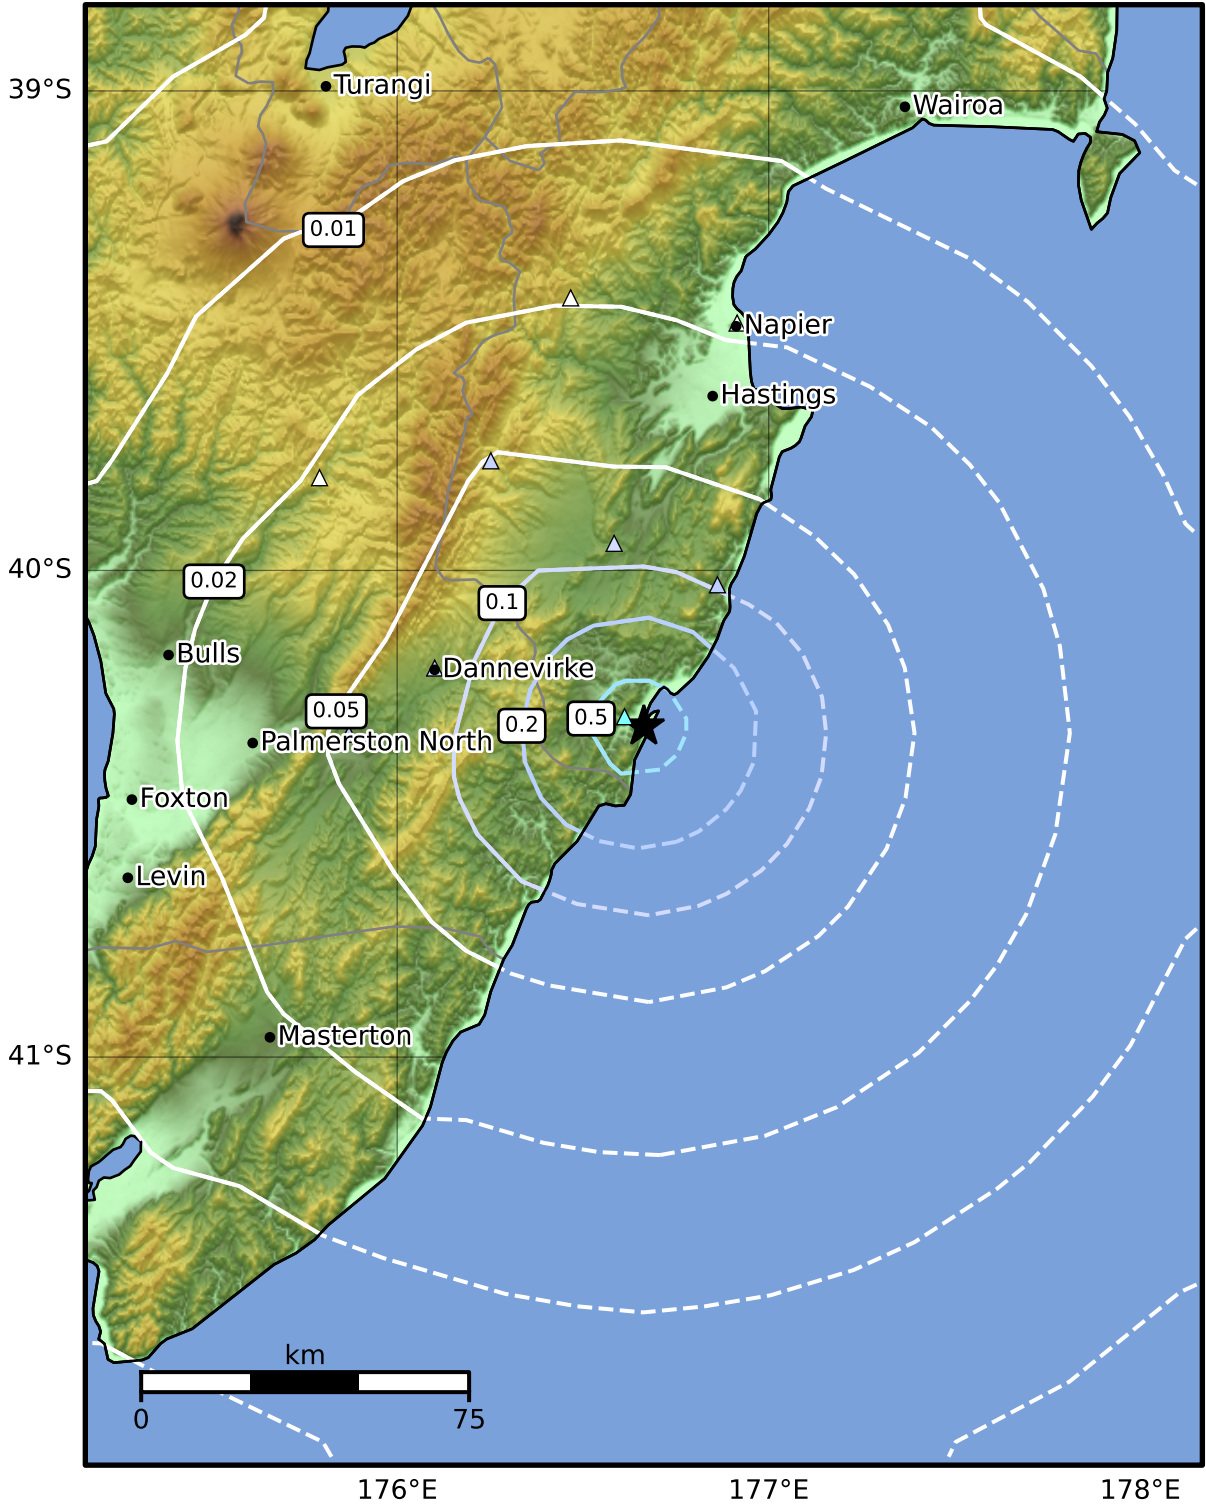 39°S
Turangi
Wairoa
0.01
Napier
Hastings
40°S
0.02
0.1
Bulls
Dannevirke
0.05
0.2
0.5
Palmerston North
Foxton
Levin
Masterton
41°S
km
0
75
176°E
177°E
178°E